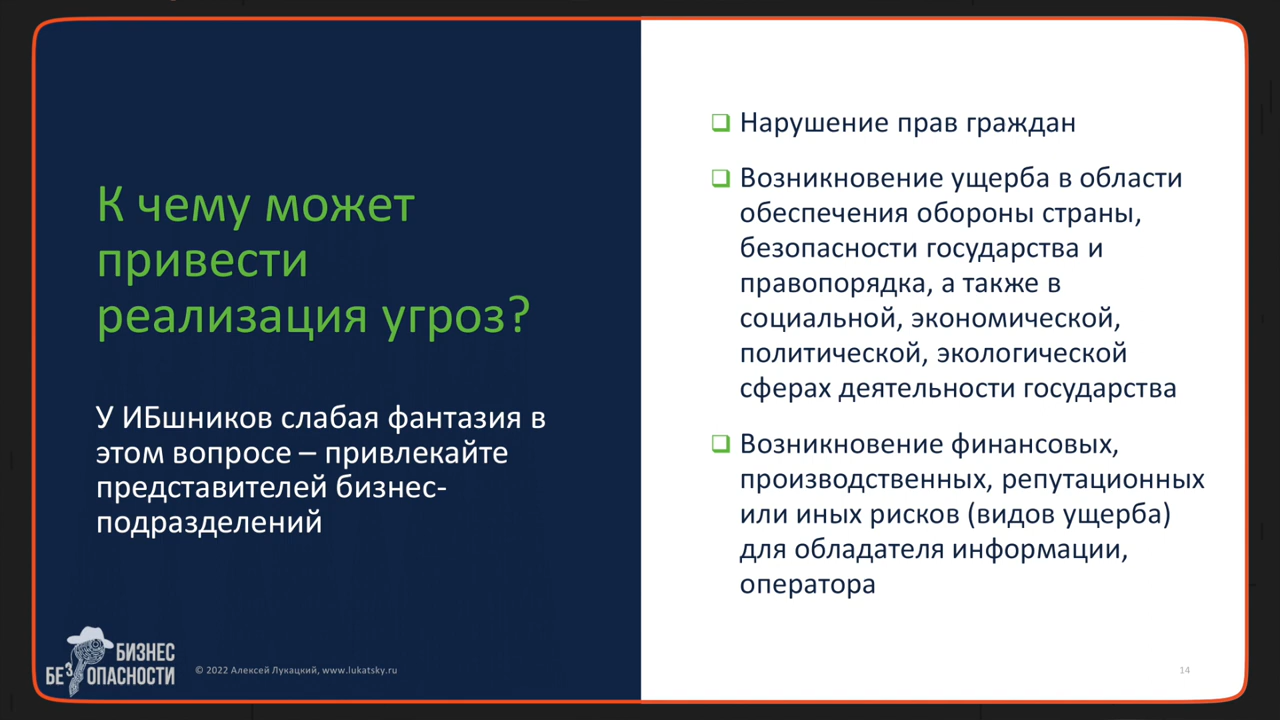 К чему может
привести
реализация угроз?
У ИБшников слабая фантазия в
этом вопросе – привлекайте
представителей бизнес-
подразделений
Нарушение прав граждан
Возникновение ущерба в области
обеспечения обороны страны,
безопасности государства и
правопорядка, а также в
социальной, экономической,
политической, экологической
сферах деятельности государства
Возникновение финансовых,
производственных, репутационных
или иных рисков (видов ущерба)
для обладателя информации,
оператора
БИЗНЕС
БЕЗОПАСНОСТИ
© 2022 Алексей Лукацкий, www.lukatsky.ru
14